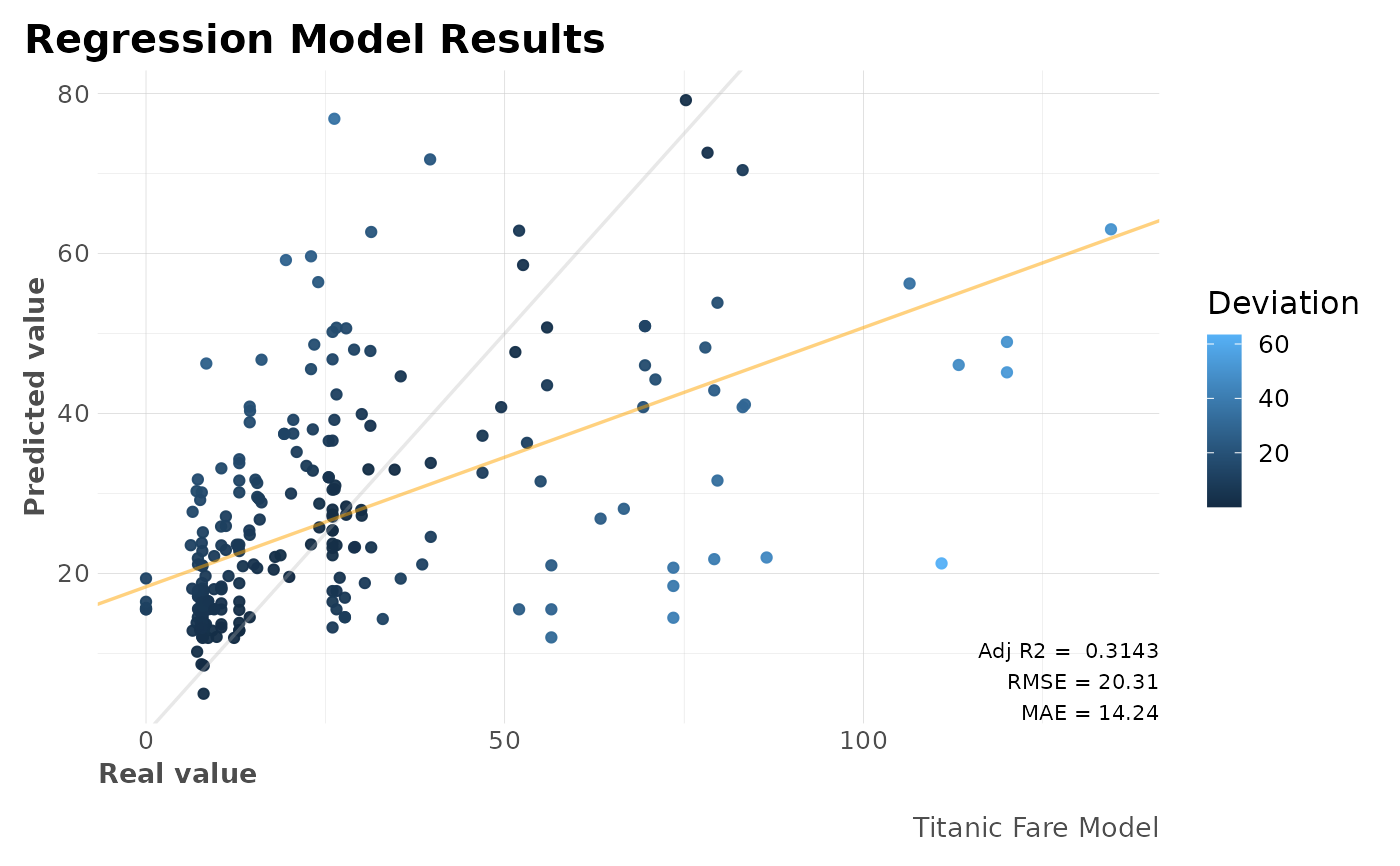 Regression Model Results
Predicted value
80
60
40
20
0
50
100
Real value
Adj R2 =  0.3143
RMSE = 20.31
MAE = 14.24
Deviation
60
40
20
Titanic Fare Model